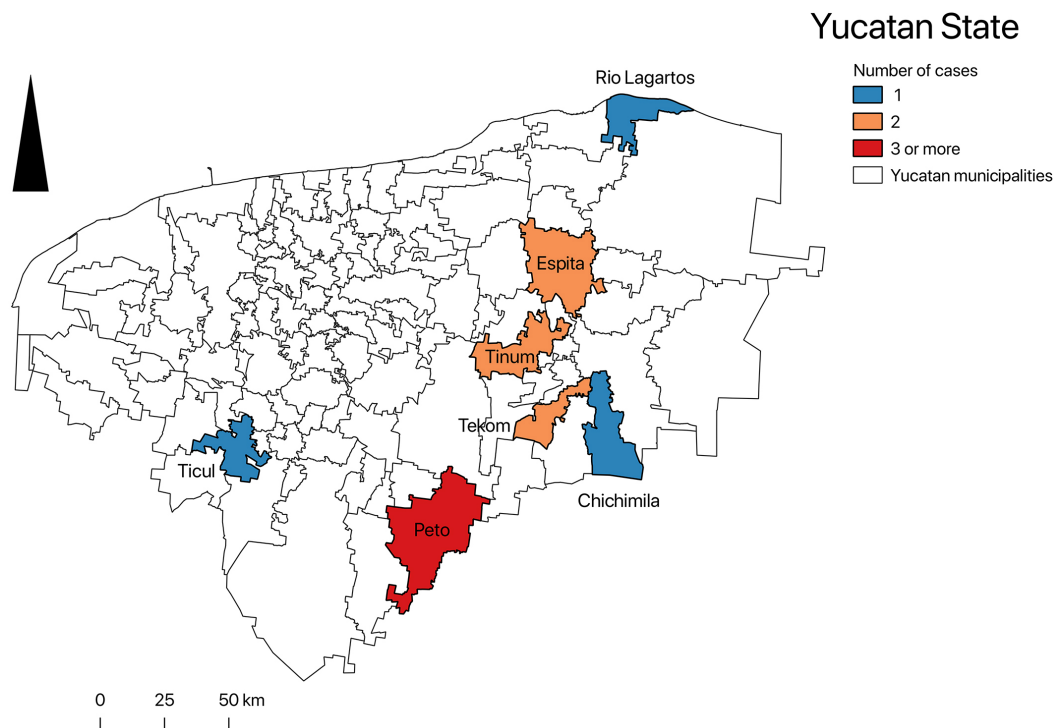 Yucatan State
Number of cases
1
2
3 or more
Yucatan municipalities
Rio Lagartos
Espita
Tinum
Tekom
Ticul
Chichimila
Peto
0 25 50 km